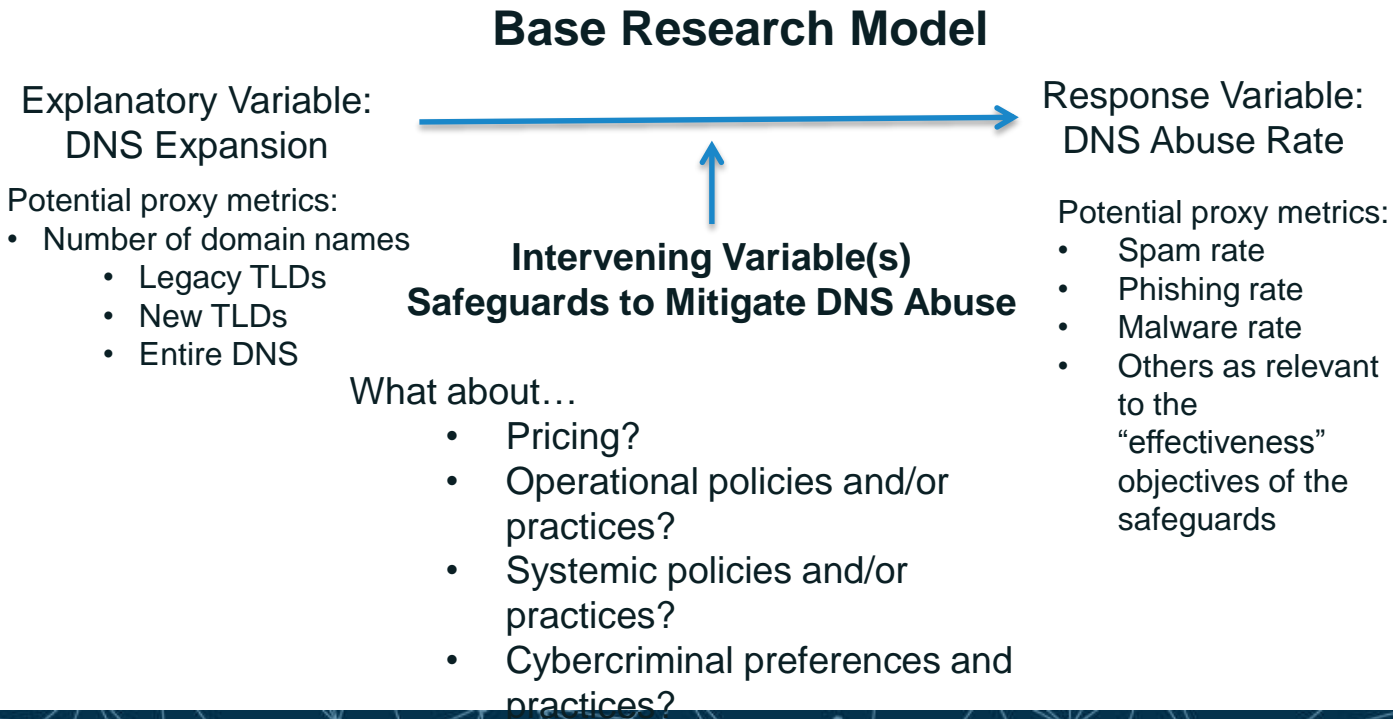 Base Research Model
Explanatory Variable:
DNS Expansion
Potential proxy metrics:
• Number of domain names
• Legacy TLDs
• New TLDs
• Entire DNS
Intervening Variable(s)
Safeguards to Mitigate DNS Abuse
What about…
• Pricing?
• Operational policies and/or
practices?
• Systemic policies and/or
practices?
• Cybercriminal preferences and
practices?
Response Variable:
DNS Abuse Rate
Potential proxy metrics:
• Spam rate
• Phishing rate
• Malware rate
• Others as relevant
to the
“effectiveness”
objectives of the
safeguards